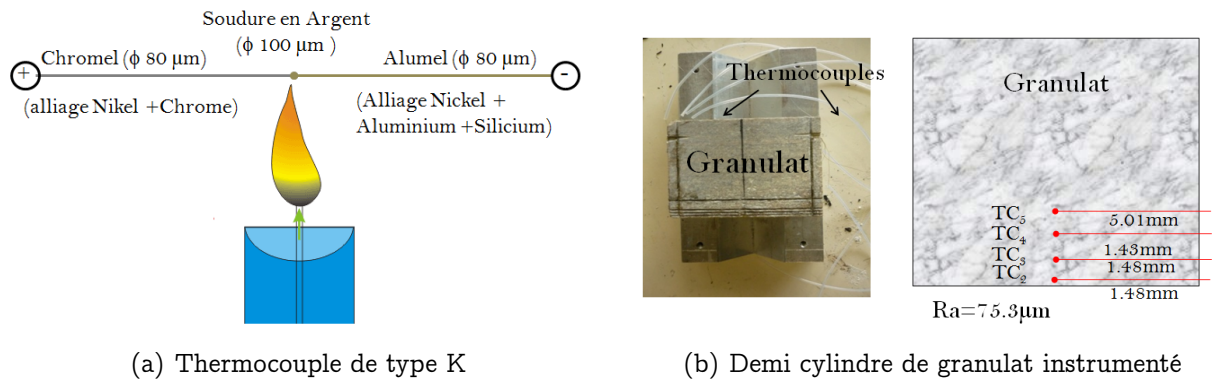 Soudure en Argent
(ϕ 100 µm )
Chromel (ϕ 80 µm)
Alumel (ϕ 80 µm)
+
-
(alliage Nikel +Chrome)
(Alliage Nickel +
Aluminium +Silicium)
(a) Thermocouple de type K
Thermocouples
Granulat
Granulat
TC5
5.01mm
TC4
1.43mm
TC3
1.48mm
TC2
1.48mm
Ra=75.3µm
(b) Demi cylindre de granulat instrumenté